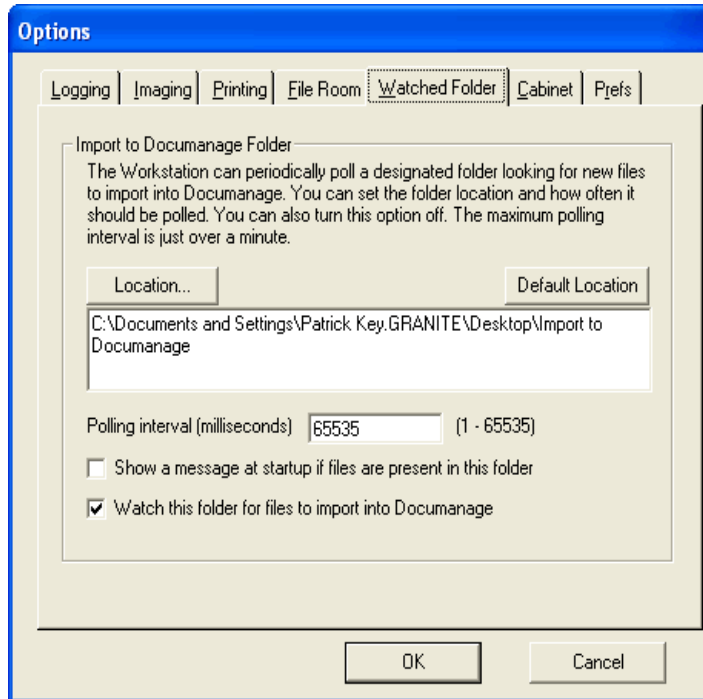 Options
Logging Imaging Printing File Room Watched Folder Cabinet Prefs
Import to Documanage Folder
The Workstation can periodically poll a designated folder looking for new files
to import into Documanage. You can set the folder location and how often it
should be polled. You can also turn this option off. The maximum polling
interval is just over a minute.
Location... Default Location
C:\Documents and Settings\Patrick Key.GRANITE\Desktop\Import to
Documanage
Polling interval (milliseconds) 65535 (1 - 65535)
Show a message at startup if files are present in this folder
Watch this folder for files to import into Documanage
OK Cancel